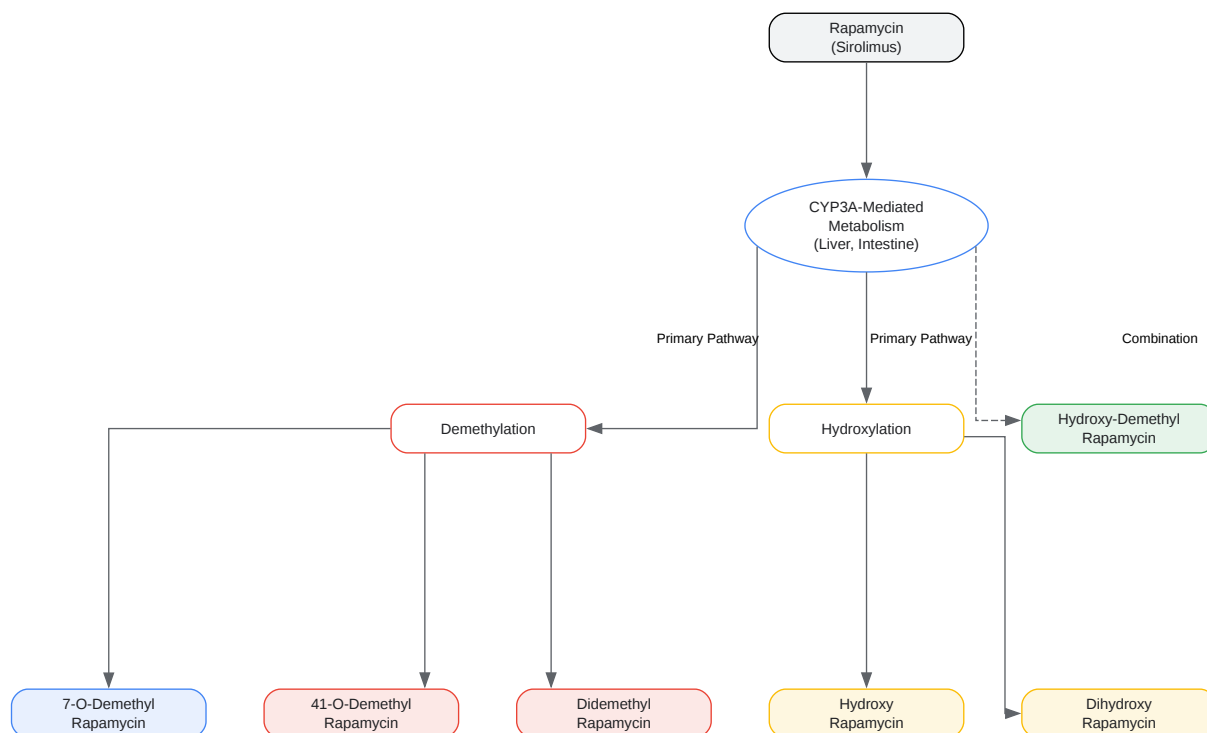 Rapamycin
(Sirolimus)
CYP3A-Mediated
Metabolism
(Liver, Intestine)
Primary Pathway
Primary Pathway
Combination
Demethylation
Hydroxylation
Hydroxy-Demethyl
Rapamycin
7-O-Demethyl
Rapamycin
41-O-Demethyl
Rapamycin
Didemethyl
Rapamycin
Hydroxy
Rapamycin
Dihydroxy
Rapamycin